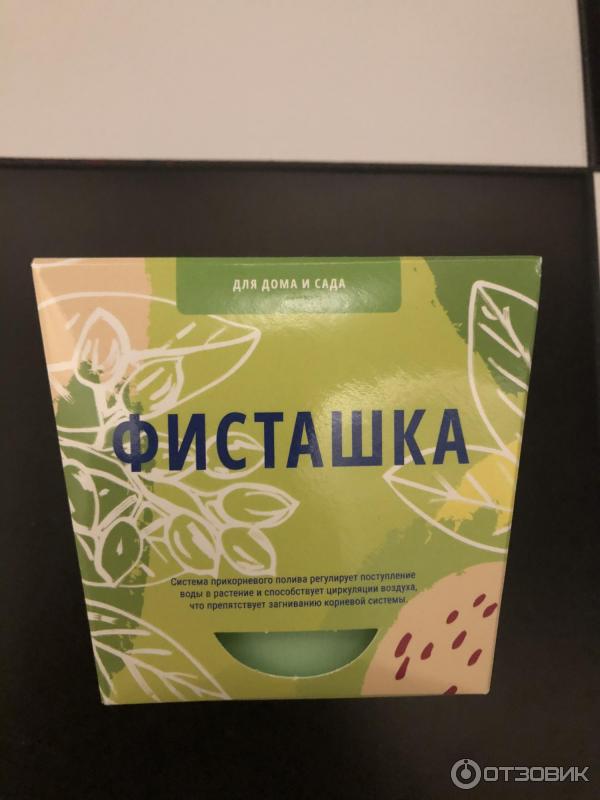 ДЛЯ ДОМА И САДА
ФИСТАШКА
Система прикорневого полива регулирует поступление
воды в растение и способствует циркуляции воздуха,
что препятствует загниванию корневой системы.
ОТЗОВИК